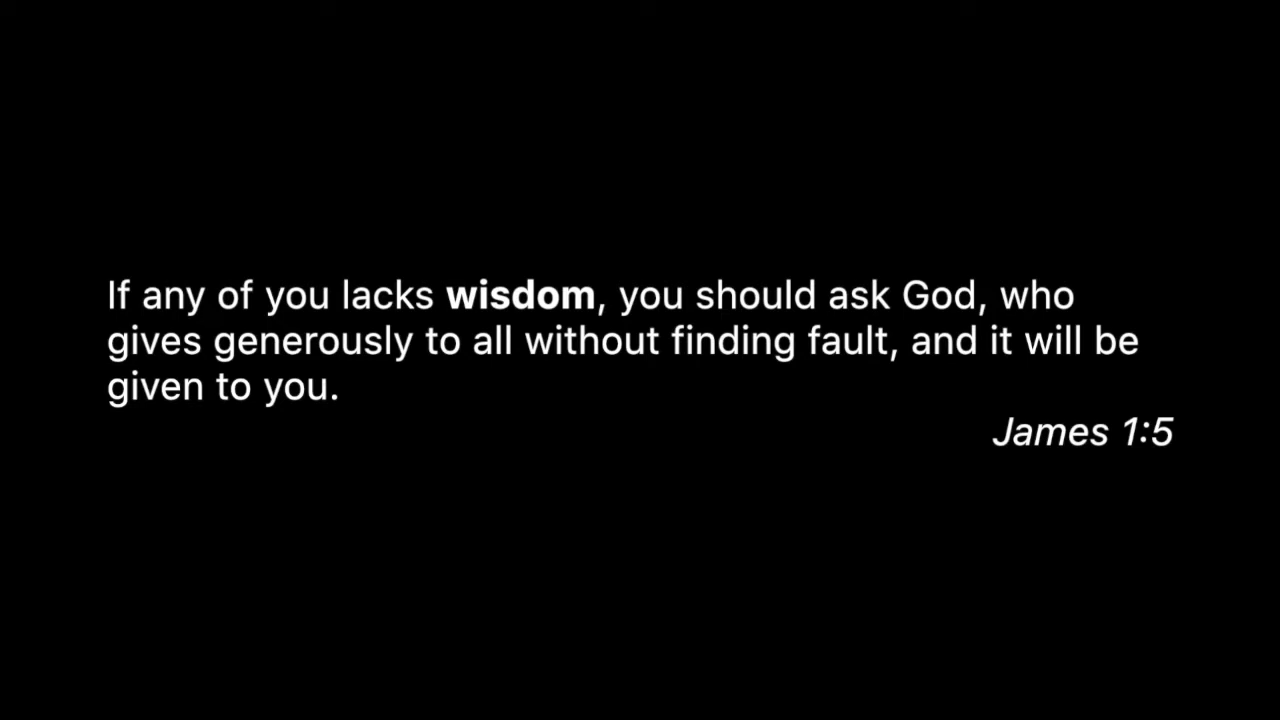 If any of you lacks wisdom, you should ask God, who
gives generously to all without finding fault, and it will be
given to you.
James 1:5